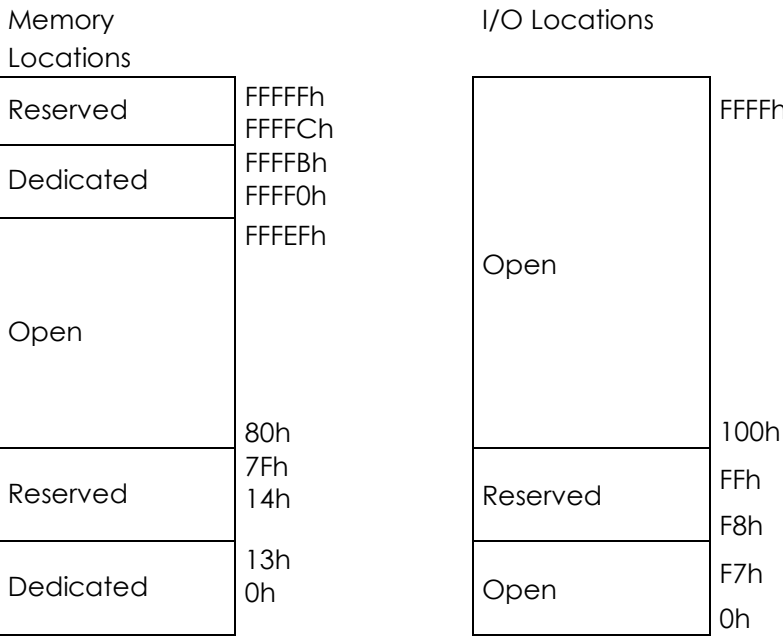 Memory
Locations
Reserved
FFFFFh
FFFFCh
Dedicated
FFFFBh
FFFF0h
Open
FFFEFh
80h
Reserved
7Fh
14h
Dedicated
13h
0h
I/O Locations
Open
FFFFh
100h
Reserved
FFh
F8h
Open
F7h
0h